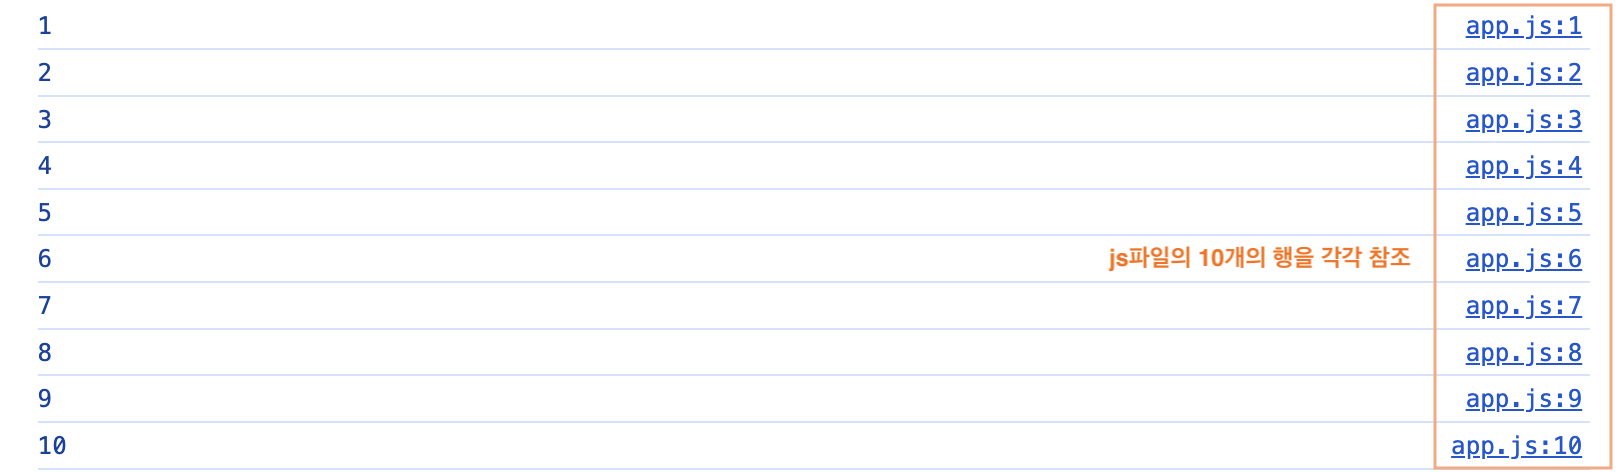 1 app.js:1
2 app.js:2
3 app.js:3
4 app.js:4
5 app.js:5
6 js파일의 10개의 행을 각각 참조 app.js:6
7 app.js:7
8 app.js:8
9 app.js:9
10 app.js:10